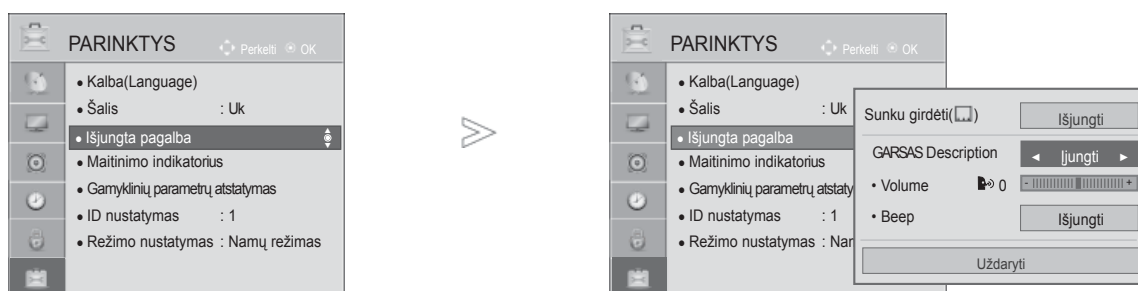 PARINKTYS Perkelti OK
• Kalba(Language)
• Šalis : Uk
• Išjungta pagalba
• Maitinimo indikatorius
• Gamyklinių parametrų atstatymas
• ID nustatymas : 1
• Režimo nustatymas : Namų režimas
PARINKTYS Perkelti OK
• Kalba(Language)
• Šalis : Uk
• Išjungta pagalba
• Maitinimo indikatorius
• Gamyklinių parametrų atstaty
• ID nustatymas : 1
• Režimo nustatymas : Nar
Sunku girdėti( ) Išjungti
GARSAS Description ◄ Įjungti ►
• Volume 0 - +
• Beep Išjungti
Uždaryti